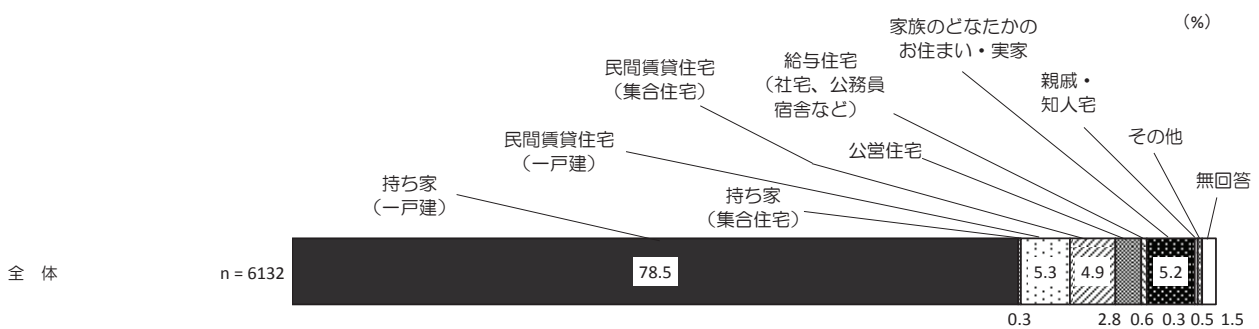 (%)
家族のどなたかの
お住まい・実家
給与住宅
（社宅、公務員
宿舎など）
民間賃貸住宅
（集合住宅）
親戚・
知人宅
その他
民間賃貸住宅
（一戸建）
公営住宅
無回答
持ち家
（一戸建）
持ち家
（集合住宅）
全 体
n = 6132
78.5
5.3
4.9
5.2
0.3
2.8
0.6
0.3
0.5
1.5